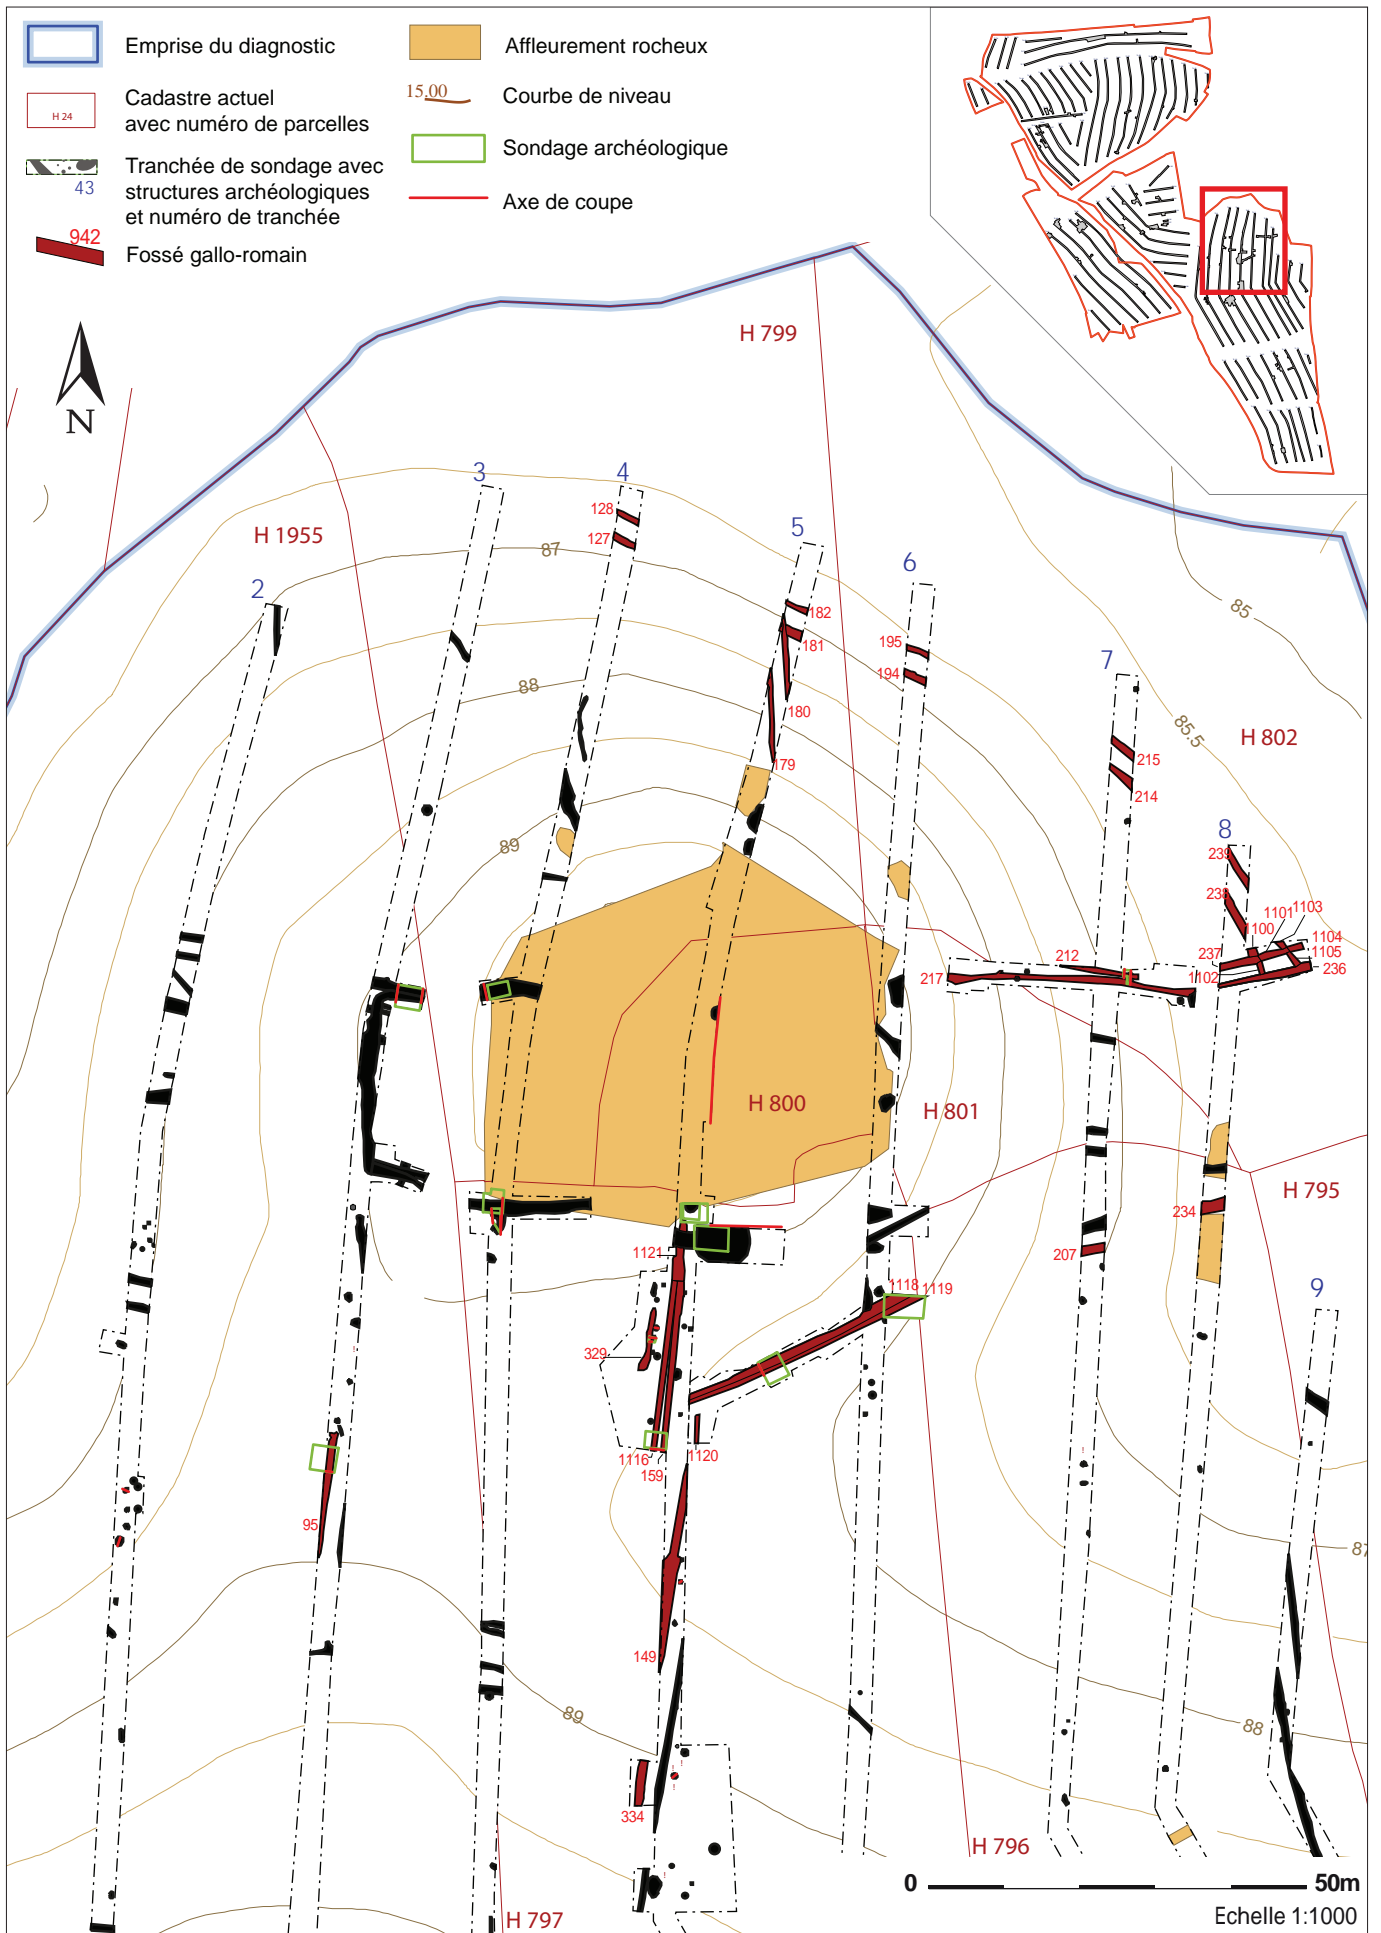 Emprise du diagnostic
Cadastre actuel
avec numéro de parcelles
H 24
Tranchée de sondage avec
structures archéologiques
et numéro de tranchée
43
942
Fossé gallo-romain
Affleurement rocheux
15.00
Courbe de niveau
Sondage archéologique
Axe de coupe
N
H 799
H 1955
3
4
128
127
87
5
6
2
182
181
195
194
180
179
88
7
85
85.5
H 802
215
214
89
8
239
238
1101
1103
1100
1104
237
1105
1102
236
212
217
H 800
H 801
H 795
234
207
1121
1118
1119
9
329
1116
1120
159
95
87
149
89
88
334
H 796
H 797
0
50m
Echelle 1:1000